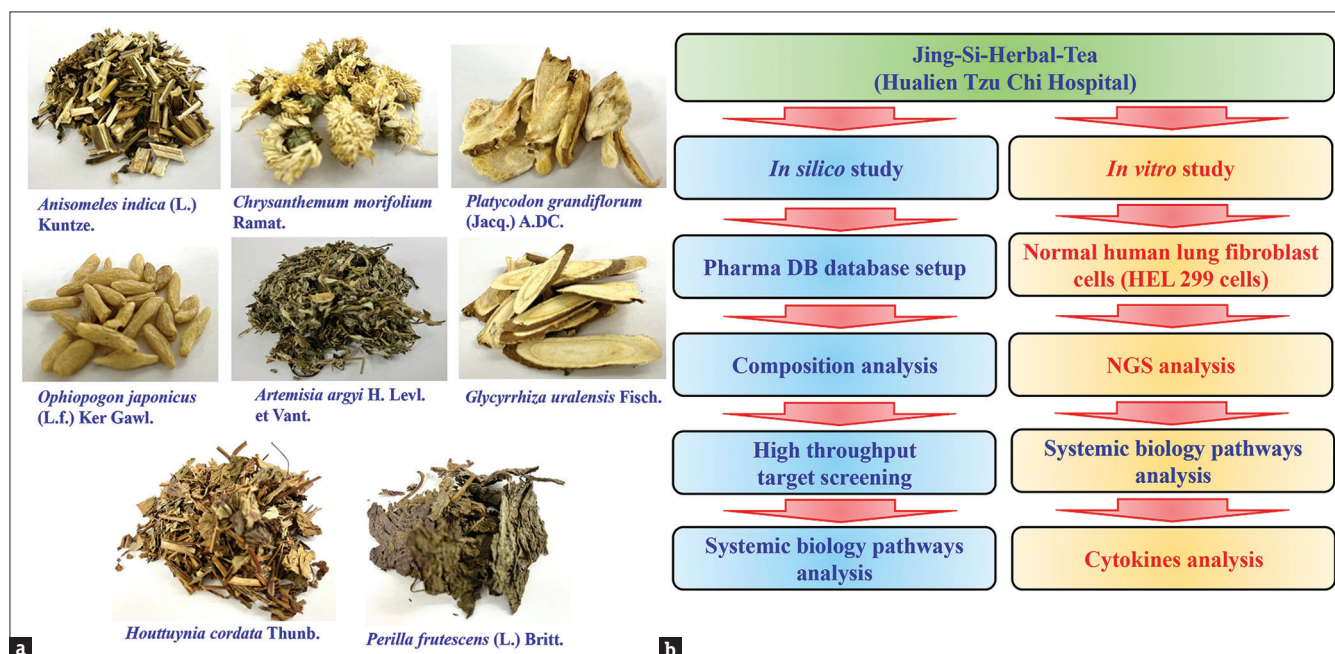 Anisomeles indica (L.)
Kuntze.
Chrysanthemum morifolium
Ramat.
Platycodon grandiflorum
(Jacq.) A.DC.
Ophiopogon japonicus
(L.f.) Ker Gawl.
Artemisia argyi H. Levl.
et Vant.
Glycyrrhiza uralensis Fisch.
Houttuynia cordata Thunb.
Perilla frutescens (L.) Britt.
a
Jing-Si-Herbal-Tea
(Hualien Tzu Chi Hospital)
In silico study
Pharma DB database setup
Composition analysis
High throughput
target screening
Systemic biology pathways
analysis
In vitro study
Normal human lung fibroblast
cells (HEL 299 cells)
NGS analysis
Systemic biology pathways
analysis
Cytokines analysis
b